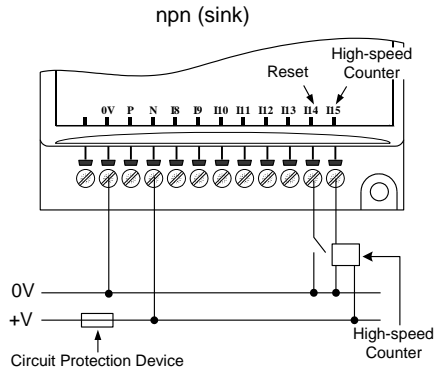 npn (sink)
High-speed
Counter
Reset
0V P N I8 I9 I10 I11 I12 I13 I14 I15
0V
+V
High-speed
Counter
Circuit Protection Device